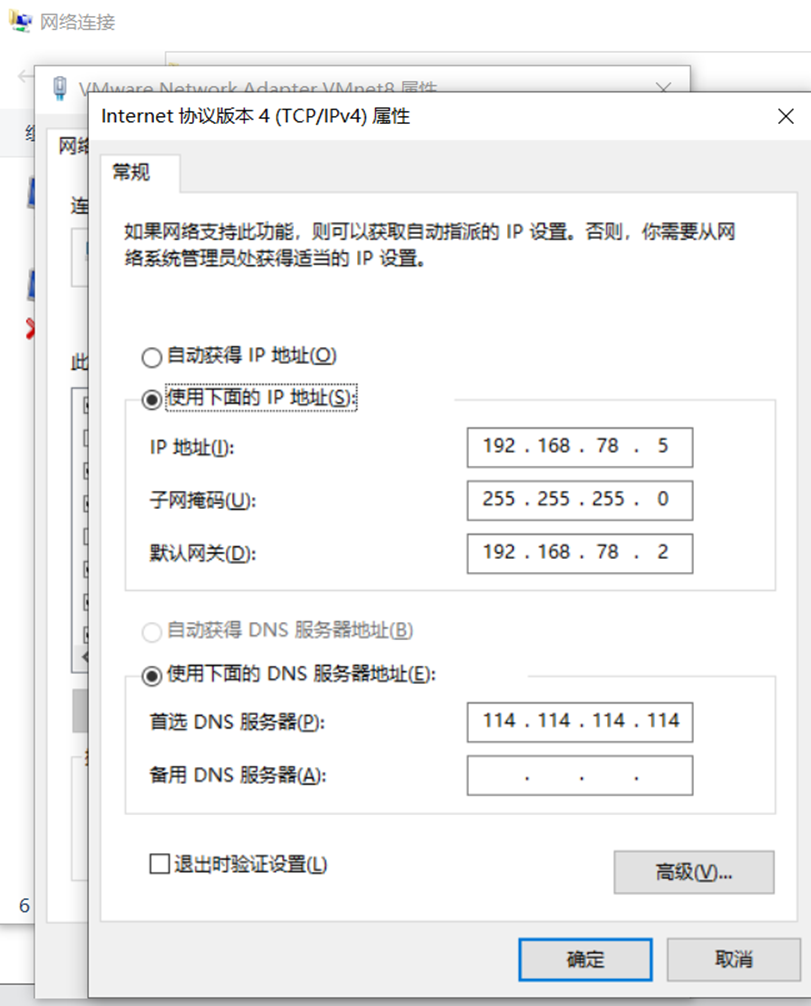 网络连接
VMware Network Adapter VMnet8 属性
Internet 协议版本 4 (TCP/IPv4) 属性
网络
常规
连
如果网络支持此功能，则可以获取自动指派的 IP 设置。否则，你需要从网
络系统管理员处获得适当的 IP 设置。
自动获得 IP 地址(O)
此
使用下面的 IP 地址(S):
IP 地址(I): 192 . 168 . 78 . 5
子网掩码(U): 255 . 255 . 255 . 0
默认网关(D): 192 . 168 . 78 . 2
自动获得 DNS 服务器地址(B)
使用下面的 DNS 服务器地址(E):
首选 DNS 服务器(P): 114 . 114 . 114 . 114
备用 DNS 服务器(A): . . .
退出时验证设置(L)
高级(V)...
6
确定 取消